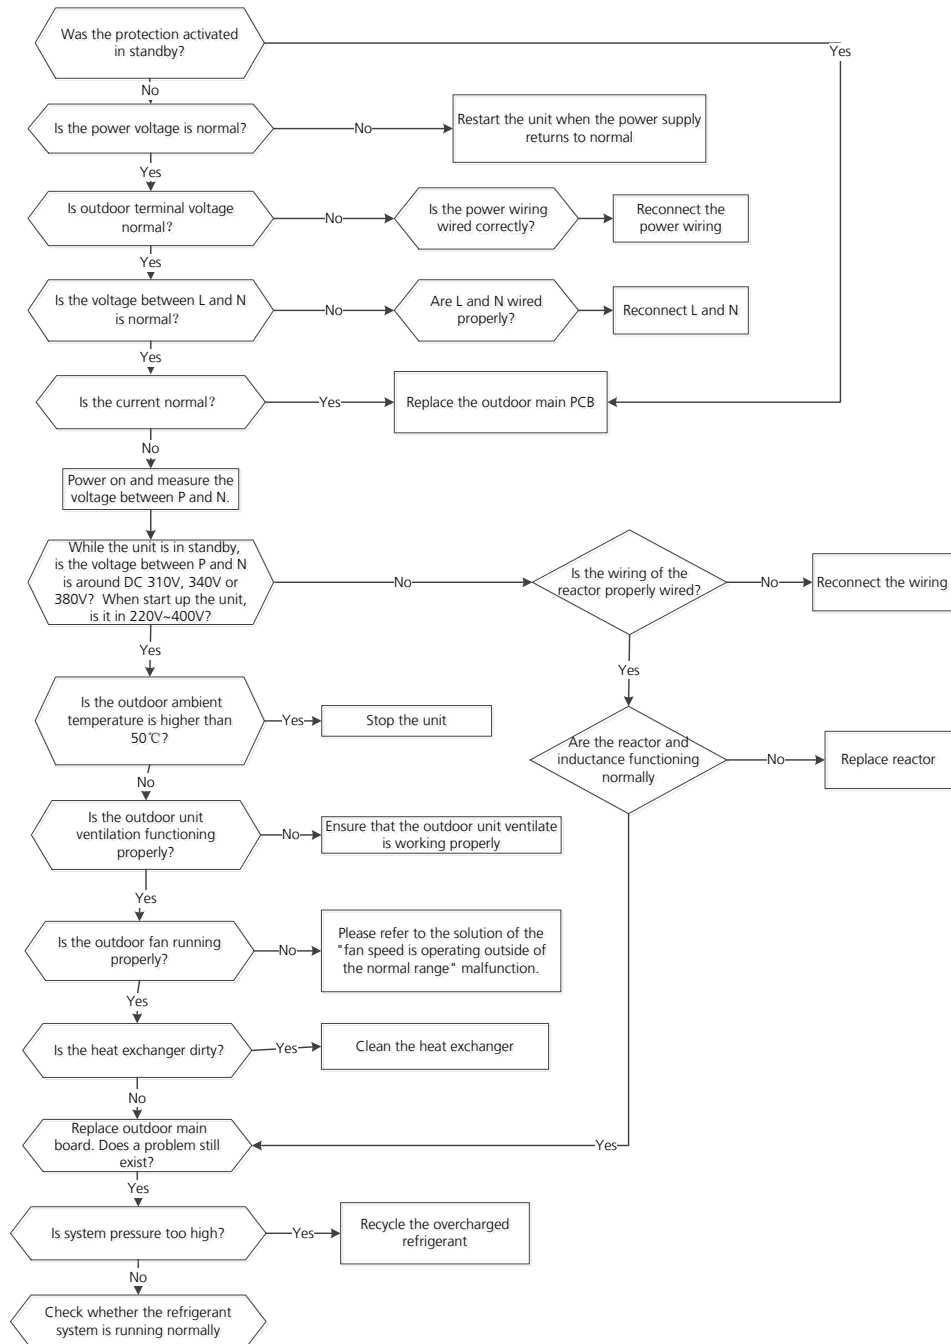 Was the protection activated
in standby?
Yes
No
Is the power voltage is normal?
No
Restart the unit when the power supply
returns to normal
Yes
Is outdoor terminal voltage
normal?
No
Is the power wiring
wired correctly?
Reconnect the
power wiring
Yes
Is the voltage between L and N
is normal?
No
Are L and N wired
properly?
Reconnect L and N
Yes
Is the current normal?
Yes
Replace the outdoor main PCB
No
Power on and measure the
voltage between P and N.
While the unit is in standby,
is the voltage between P and N
is around DC 310V, 340V or
380V? When start up the unit,
is it in 220V~400V?
No
Is the wiring of the
reactor properly wired?
No
Reconnect the wiring
Yes
Yes
Is the outdoor ambient
temperature is higher than
50℃?
Yes
Stop the unit
Are the reactor and
inductance functioning
normally
No
Replace reactor
No
Is the outdoor unit
ventilation functioning
properly?
No
Ensure that the outdoor unit ventilate
is working properly
Yes
Is the outdoor fan running
properly?
No
Please refer to the solution of the
"fan speed is operating outside of
the normal range" malfunction.
Yes
Is the heat exchanger dirty?
Yes
Clean the heat exchanger
No
Replace outdoor main
board. Does a problem still
exist?
Yes
Yes
Is system pressure too high?
Yes
Recycle the overcharged
refrigerant
No
Check whether the refrigerant
system is running normally